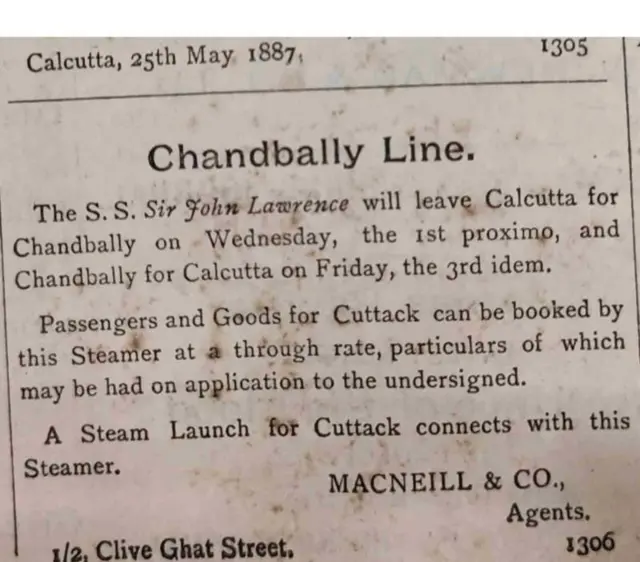 Calcutta, 25th May 1887.
1305
Chandbally Line.
The S. S. Sir John Lawrence will leave Calcutta for
Chandbally on Wednesday, the 1st proximo, and
Chandbally for Calcutta on Friday, the 3rd idem.
Passengers and Goods for Cuttack can be booked by
this Steamer at a through rate, particulars of which
may be had on application to the undersigned.
A Steam Launch for Cuttack connects with this
Steamer.
MACNEILL & CO.,
Agents.
1/2, Clive Ghat Street.
1306